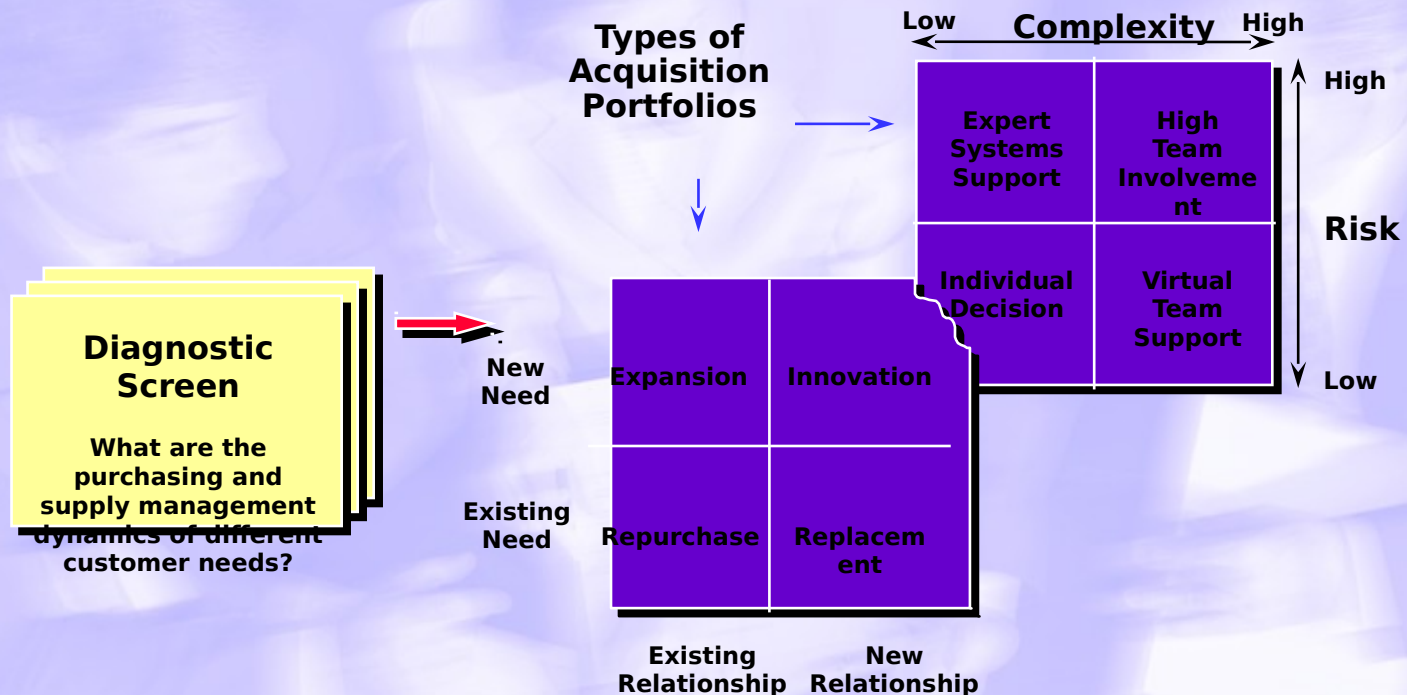 Types of
Acquisition
Portfolios
Low
Complexity
High
High
Risk
Low
Expert
Systems
Support
High
Team
Involveme
nt
Individual
Decision
Virtual
Team
Support
Diagnostic
Screen
What are the
purchasing and
supply management
dynamics of different
customer needs?
New
Need
Existing
Need
Expansion
Innovation
Repurchase
Replacem
ent
Existing
Relationship
New
Relationship